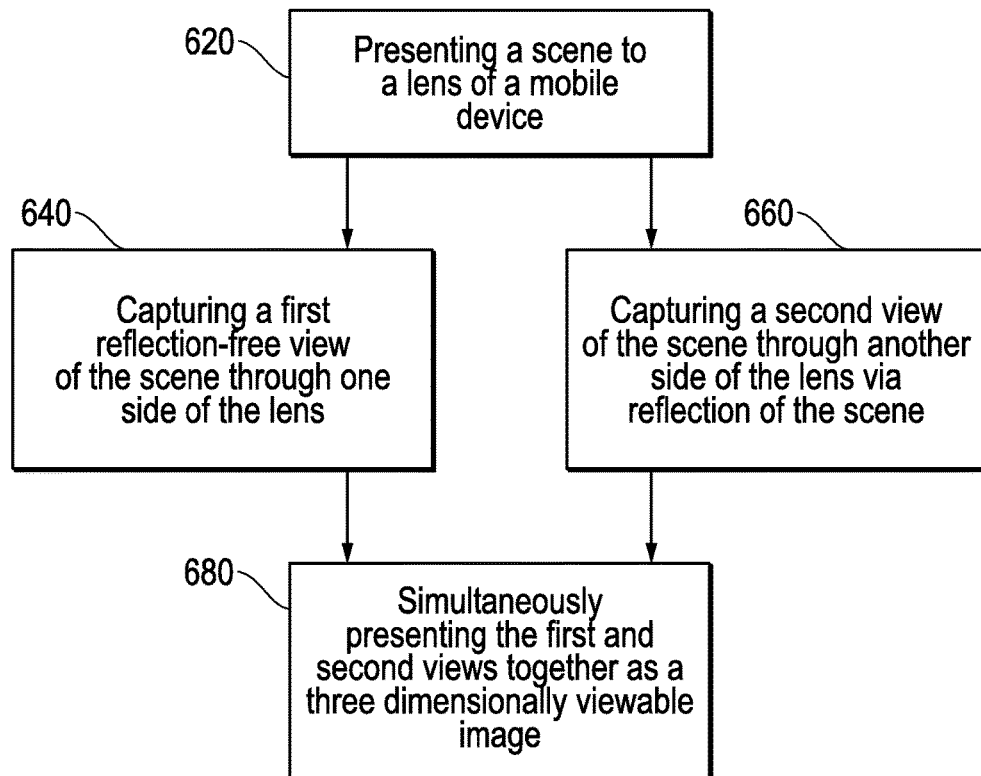 620
Presenting a scene to
a lens of a mobile
device
640
Capturing a first
reflection-free view
of the scene through one
side of the lens
660
Capturing a second view
of the scene through another
side of the lens via
reflection of the scene
680
Simultaneously
presenting the first and
second views together as a
three dimensionally viewable
image